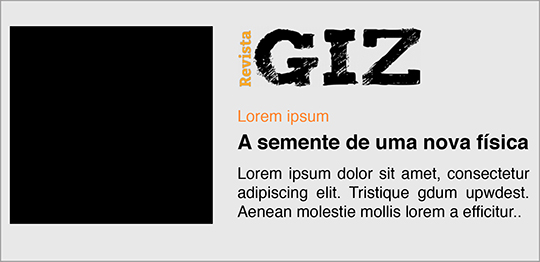 Revista
GIZ
Lorem ipsum
A semente de uma nova física
Lorem ipsum dolor sit amet, consectetur
adipiscing elit. Tristique gdum upwdest.
Aenean molestie mollis lorem a efficitur..